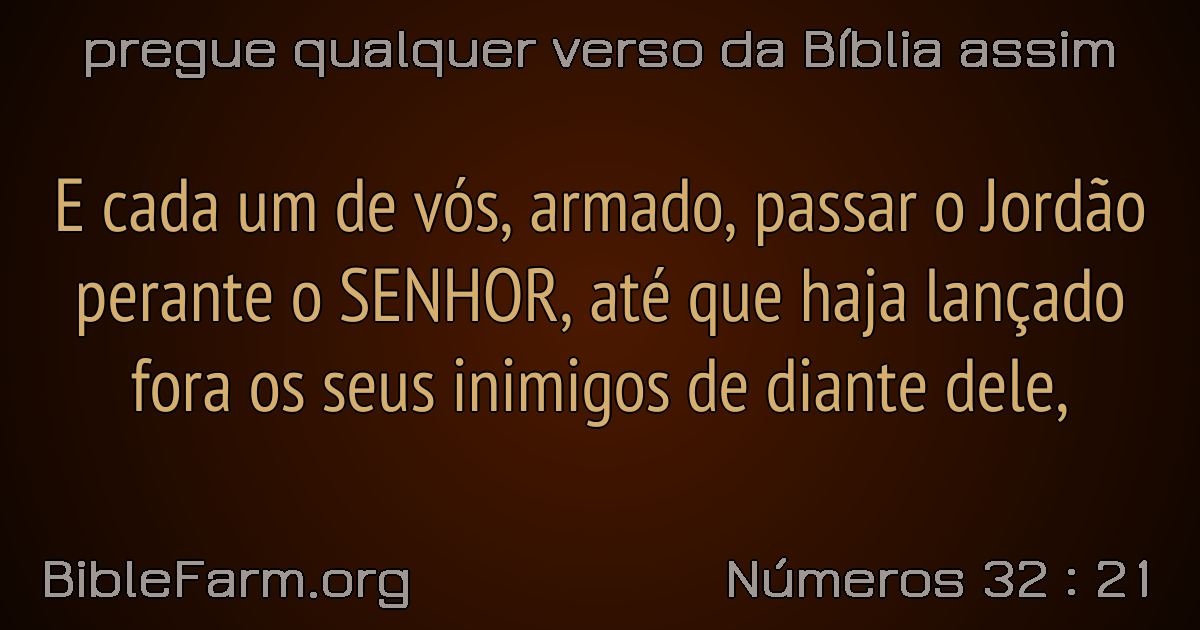 pregue qualquer verso da Bíblia assim
E cada um de vós, armado, passar o Jordão
perante o SENHOR, até que haja lançado
fora os seus inimigos de diante dele,
BibleFarm.org
Números 32 : 21